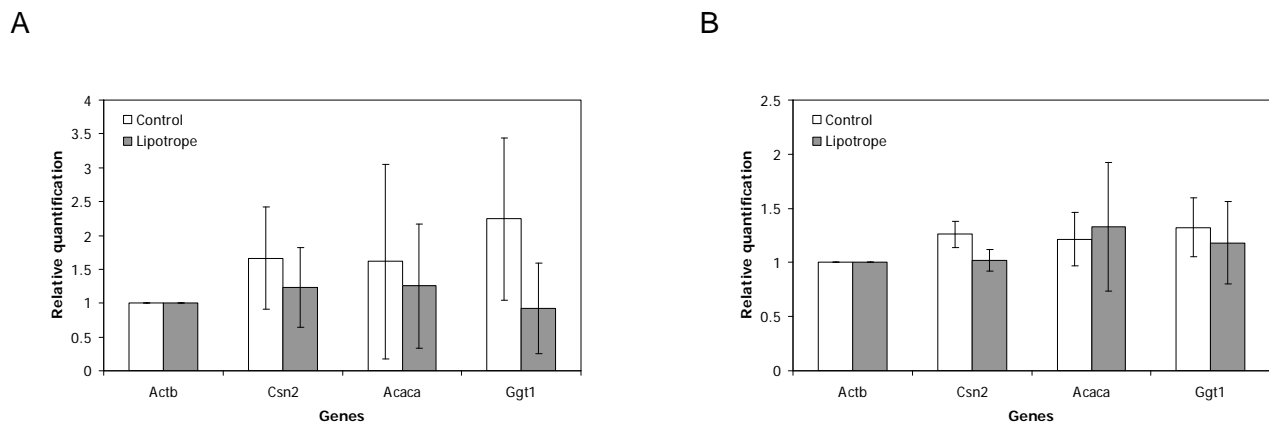 A
Relative quantification
4
3.5
3
2.5
2
1.5
1
0.5
0
Control
Lipotrope
Actb Csn2 Acaca Ggt1
Genes
B
Relative quantification
2.5
2
1.5
1
0.5
0
Control
Lipotrope
Actb Csn2 Acaca Ggt1
Genes